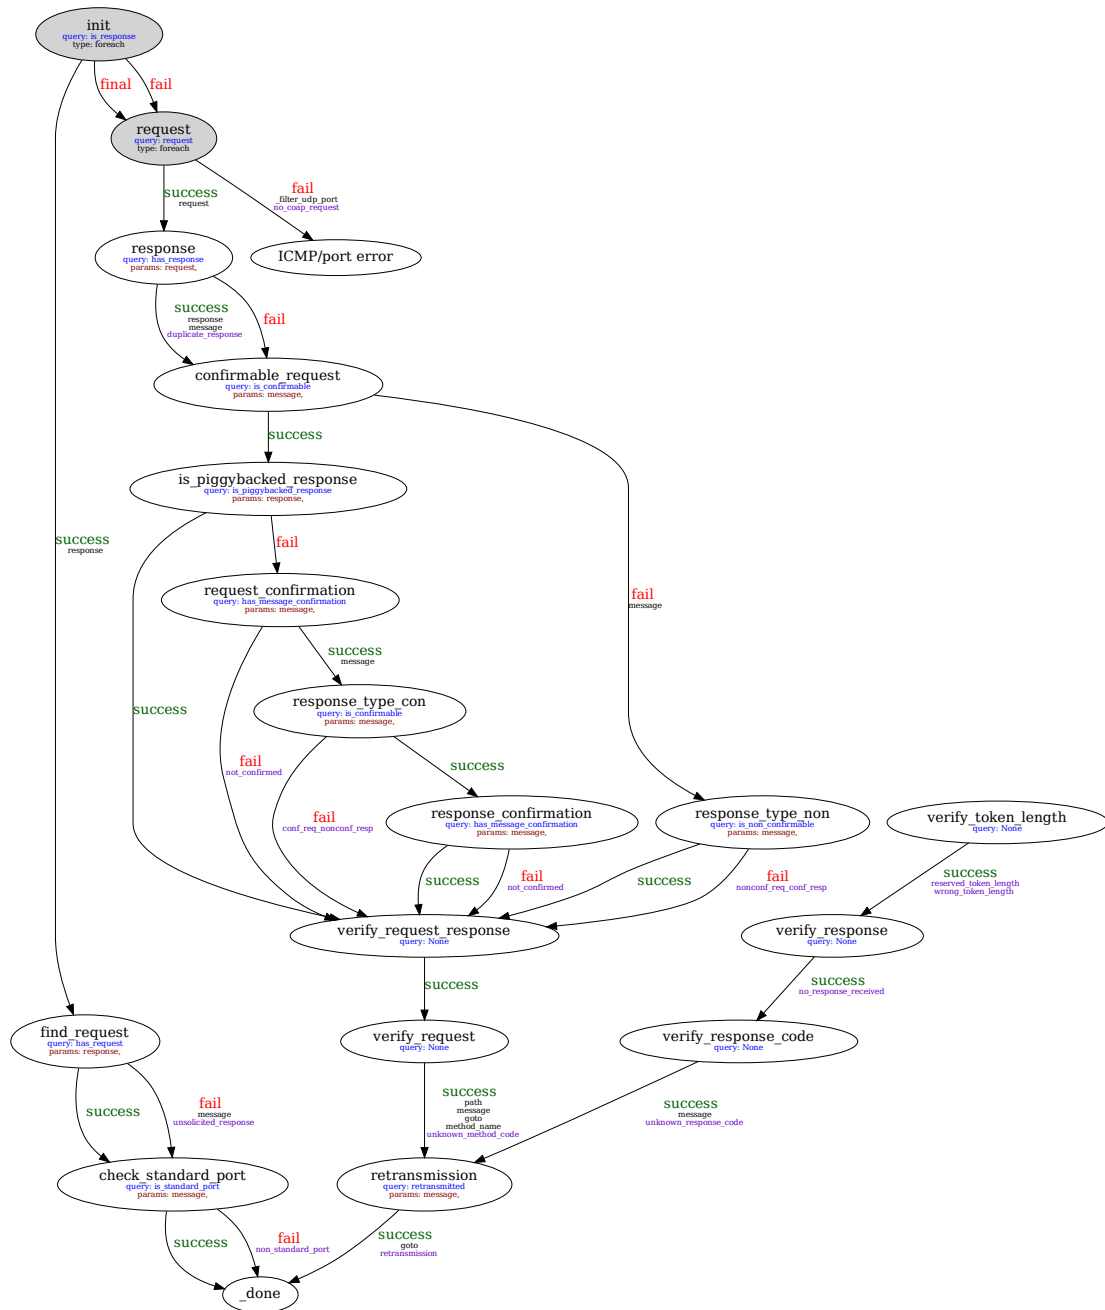 init
query: is_response
type: foreach
final
fail
request
query: request
type: foreach
success
request
fail
_filter_udp_port
no_coap_request
response
query: has_response
params: request,
ICMP/port error
success
response
message
duplicate_response
fail
confirmable_request
query: is_confirmable
params: message,
success
is_piggybacked_response
query: is_piggybacked_response
params: response,
success
response
fail
fail
message
request_confirmation
query: has_message_confirmation
params: message,
success
message
success
response_type_con
query: is_confirmable
params: message,
fail
not_confirmed
success
fail
conf_req_nonconf_resp
response_confirmation
query: has_message_confirmation
params: message,
response_type_non
query: is_non_confirmable
params: message,
verify_token_length
query: None
success
fail
not_confirmed
success
fail
nonconf_req_conf_resp
success
reserved_token_length
wrong_token_length
verify_request_response
query: None
verify_response
query: None
success
success
no_response_received
find_request
query: has_request
params: response,
verify_request
query: None
verify_response_code
query: None
success
fail
message
unsolicited_response
success
path
message
goto
method_name
unknown_method_code
success
message
unknown_response_code
check_standard_port
query: is_standard_port
params: message,
retransmission
query: retransmitted
params: message,
success
fail
non_standard_port
success
goto
retransmission
_done